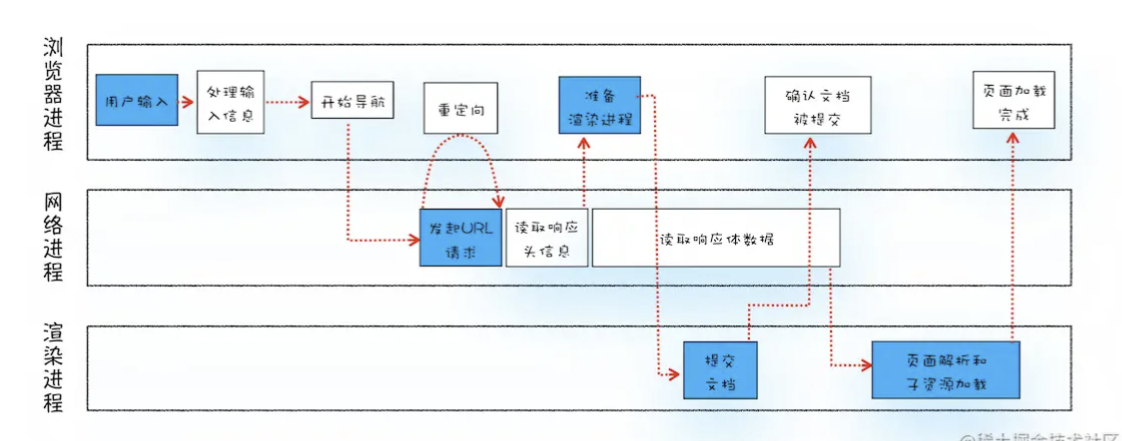 浏览器进程
用户输入
处理输
入信息
开始导航
重定向
准备
渲染进程
确认文档
被提交
页面加载
完成
网络进程
发起URL
请求
读取响应
头信息
读取响应体数据
渲染进程
提交
文档
页面解析和
子资源加载
@稀土掘金技术社区